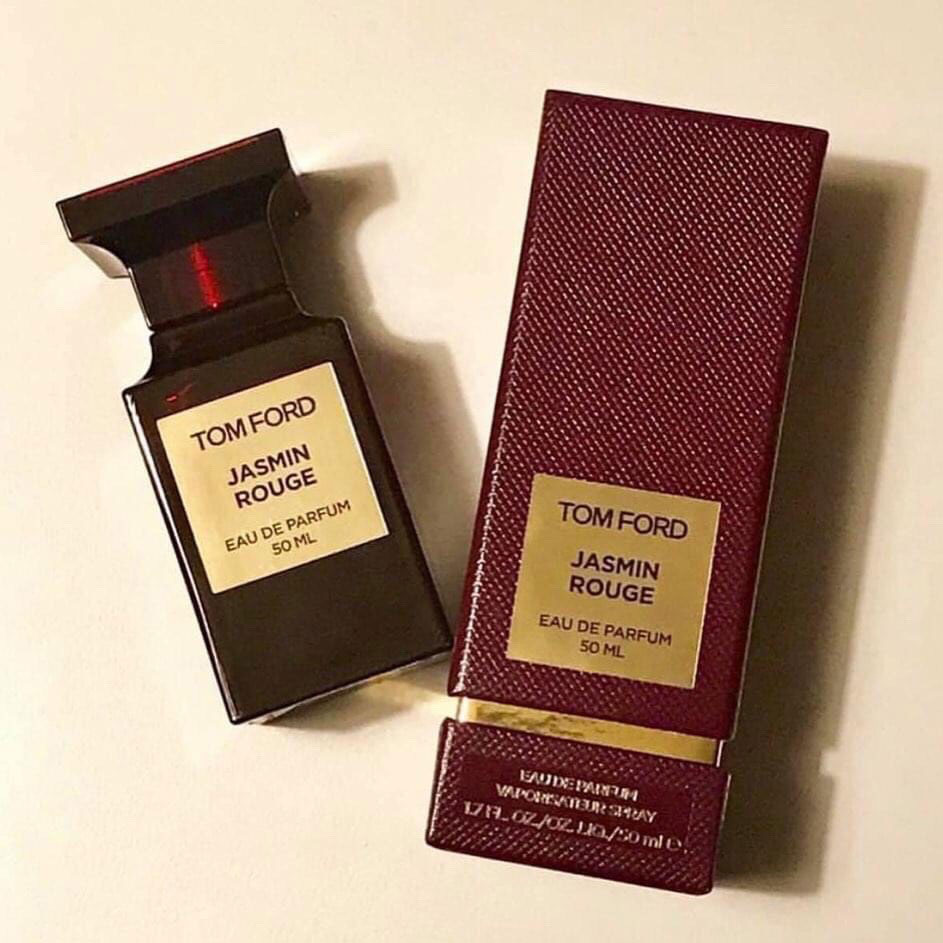 TOM FORD
JASMIN
ROUGE
EAU DE PARFUM
50 ML
TOM FORD
JASMIN
ROUGE
EAU DE PARFUM
50 ML
EAU DE PARFUM
VAPORISATEUR SPRAY
1.7 FL. OZ./OZ. LIQ./50 ml e